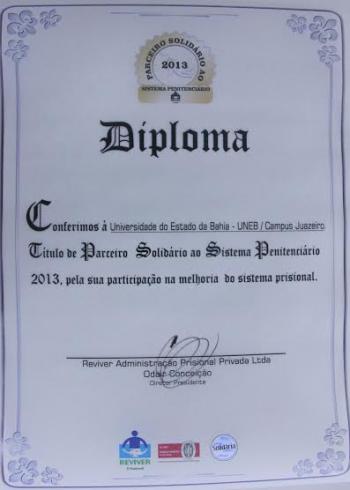 PARCEIRO SOLIDÁRIO AO
2013
SISTEMA PENITENCIÁRIO
Diploma
Conferimos à Universidade do Estado da Bahia - UNEB / Campus Juazeiro
Título de Parceiro Solidário ao Sistema Penitenciário
2013, pela sua participação na melhoria do sistema prisional.
Reviver Administração Prisional Privada Ltda
Odair Conceição
Diretor Presidente
REVIVER
Solidária